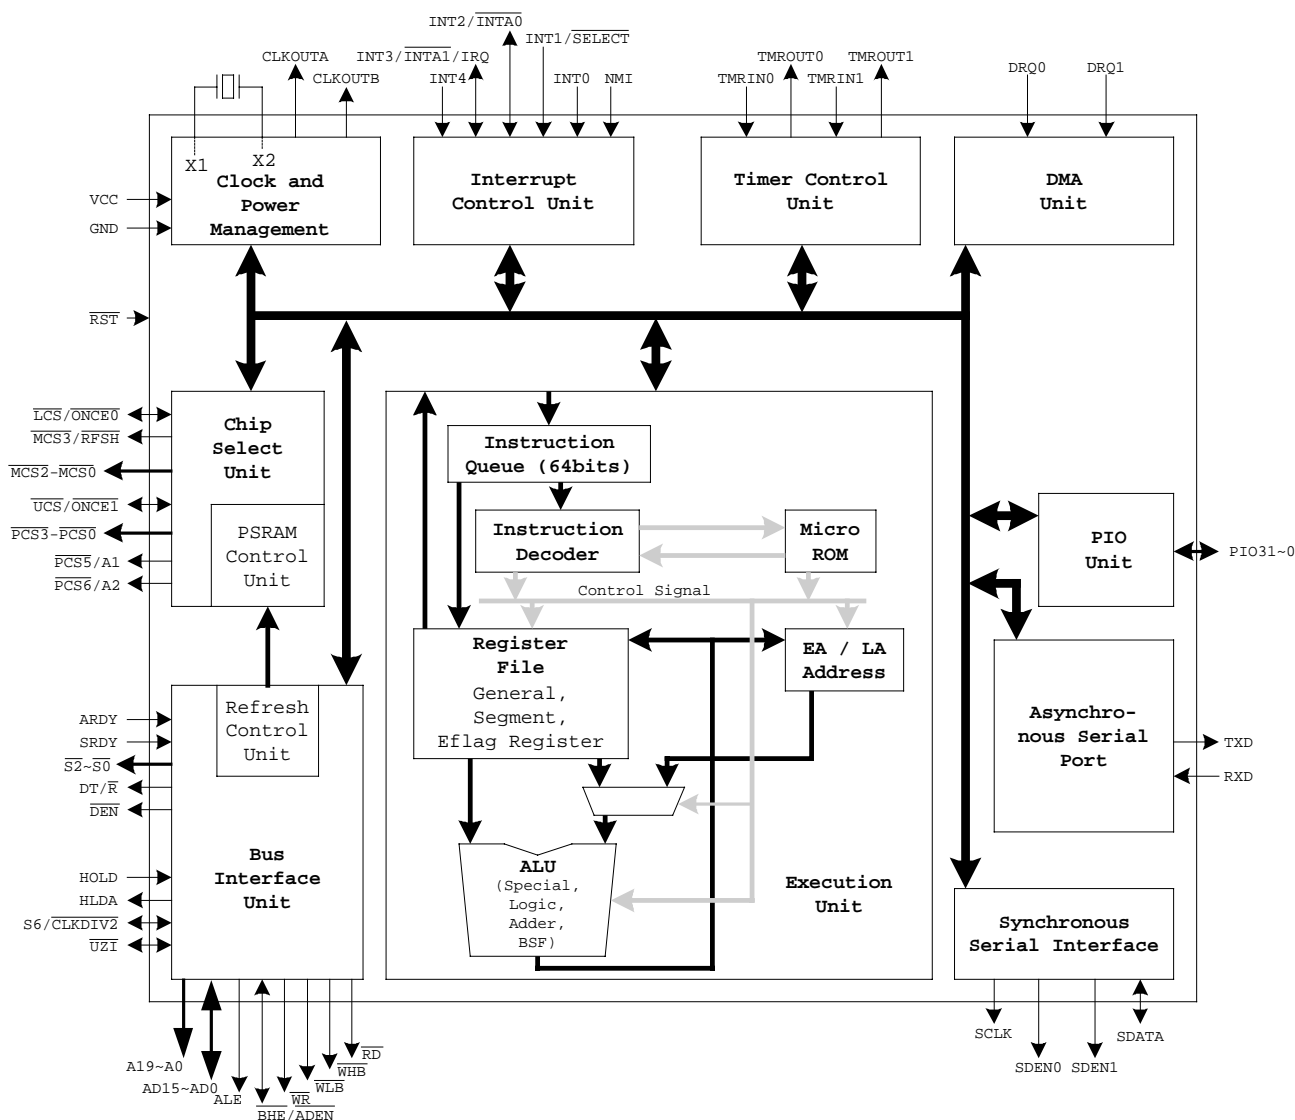 INT2/INTA0
INT1/SELECT
CLKOUTA
INT3/INTA1/IRQ
TMROUT0
TMROUT1
CLKOUTB
INT4
INT0
NMI
TMRIN0
TMRIN1
DRQ0
DRQ1
X1
X2
Clock and
Power
Management
Interrupt
Control Unit
Timer Control
Unit
DMA
Unit
VCC
GND
RST
LCS/ONCE0
MCS3/RFSH
MCS2-MCS0
UCS/ONCE1
PCS3-PCS0
PCS5/A1
PCS6/A2
Chip
Select
Unit
PSRAM
Control
Unit
Instruction
Queue (64bits)
Instruction
Decoder
Micro
ROM
Control Signal
Register
File
General,
Segment,
Eflag Register
EA / LA
Address
PIO
Unit
PIO31~0
Asynchro-
nous Serial
Port
TXD
RXD
ARDY
SRDY
S2~S0
DT/R
DEN
HOLD
HLDA
S6/CLKDIV2
UZI
Refresh
Control
Unit
Bus
Interface
Unit
ALU
(Special,
Logic,
Adder,
BSF)
Execution
Unit
Synchronous
Serial Interface
SCLK
SDEN0
SDEN1
SDATA
A19~A0
AD15~AD0
ALE
BHE/ADEN
WR
WLB
WHB
RD